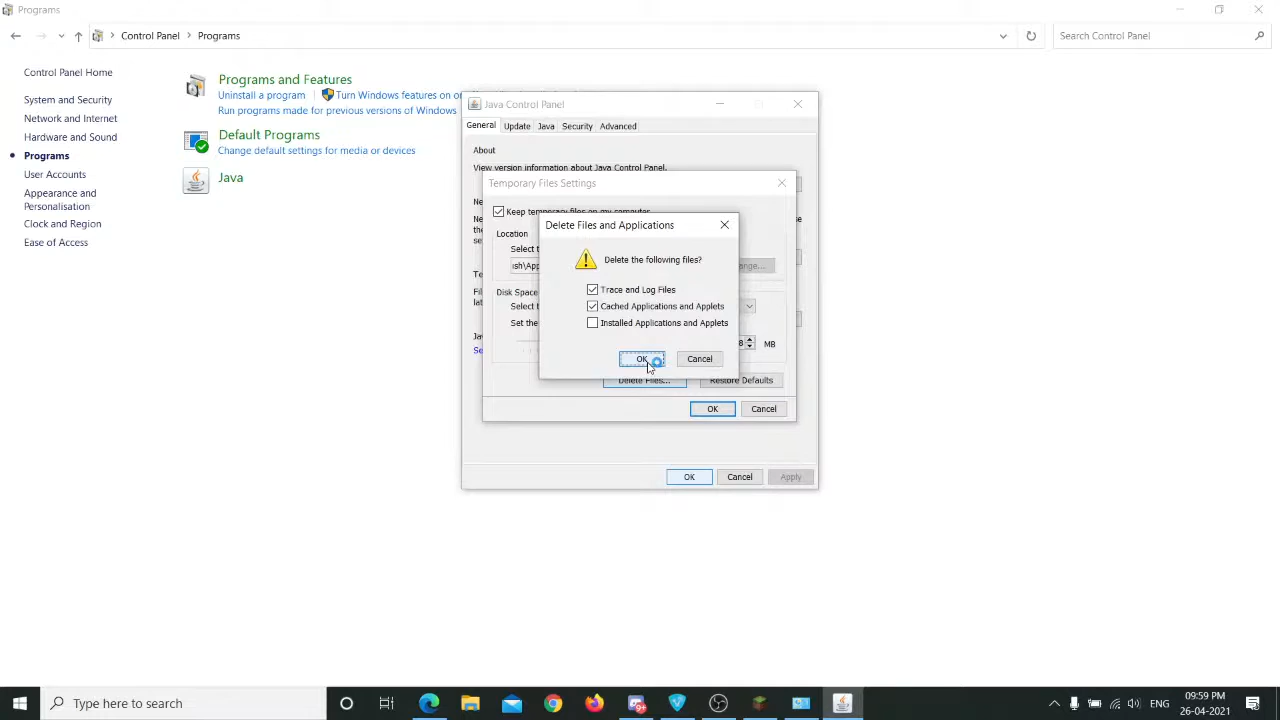 Programs
Control Panel
Programs
Search Control Panel
Control Panel Home
System and Security
Network and Internet
Hardware and Sound
Programs
User Accounts
Appearance and
Personalisation
Clock and Region
Ease of Access
Programs and Features
Uninstall a program
Turn Windows features on o
Run programs made for previous versions of Windows
Default Programs
Change default settings for media or devices
Java
Java Control Panel
General
Update
Java
Security
Advanced
About
View version information about Java Control Panel.
Temporary Files Settings
Keep temporary files on my computer.
Location
Select t
ish\App
Disk Space
Select t
Set the
MB
Delete Files and Applications
Delete the following files?
Trace and Log Files
Cached Applications and Applets
Installed Applications and Applets
OK
Cancel
Delete Files...
Restore Defaults
OK
Cancel
OK
Cancel
Apply
Type here to search
ENG
09:59 PM
26-04-2021